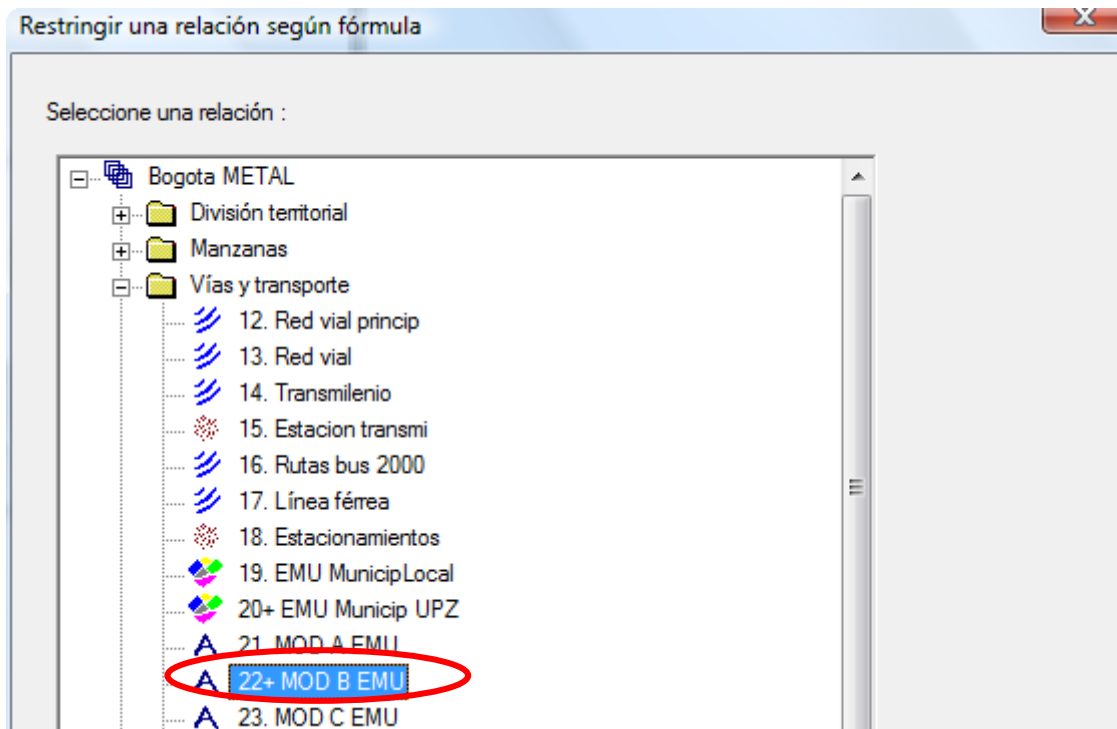 Restringir una relación según fórmula
Seleccione una relación :
Bogota METAL
División territorial
Manzanas
Vías y transporte
12. Red vial princip
13. Red vial
14. Transmilenio
15. Estacion transmi
16. Rutas bus 2000
17. Línea férrea
18. Estacionamientos
19. EMU MunicipLocal
20+ EMU Municip UPZ
21. MOD A EMU
22+ MOD B EMU
23. MOD C EMU